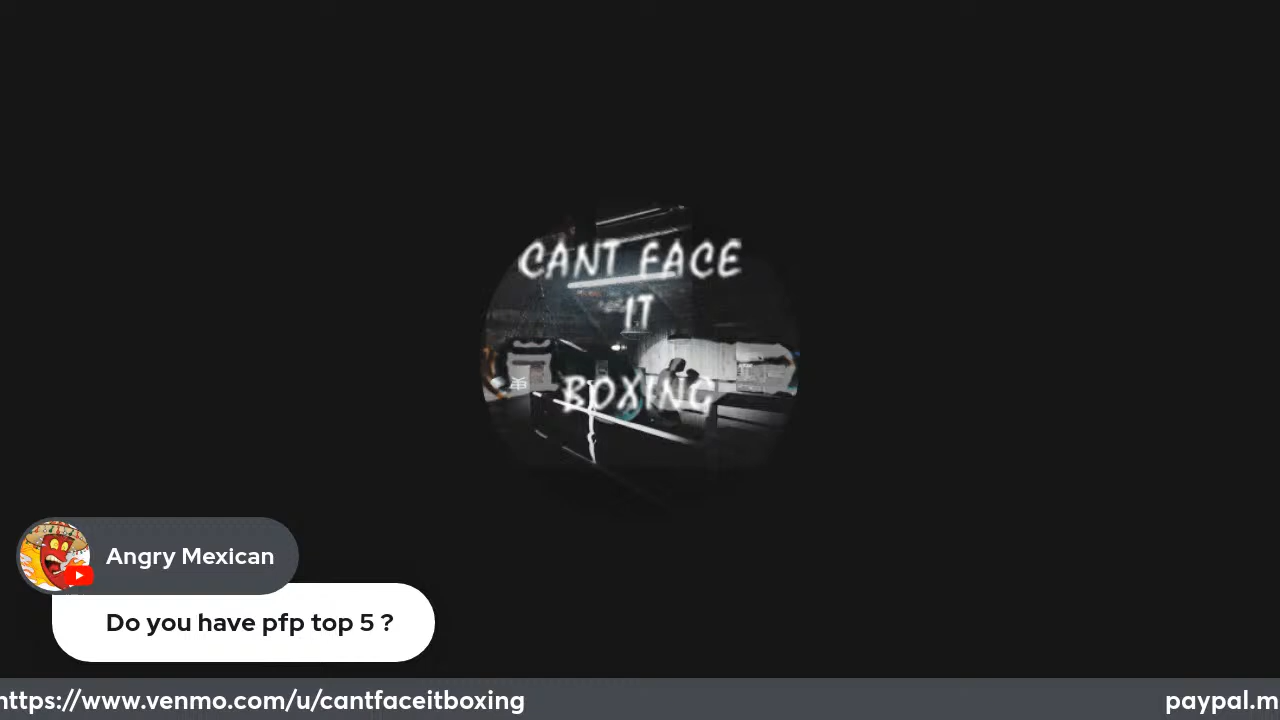 CANT FACE
IT
BOXING
Angry Mexican
Do you have pfp top 5 ?
https://www.venmo.com/u/cantfaceitboxing
paypal.m